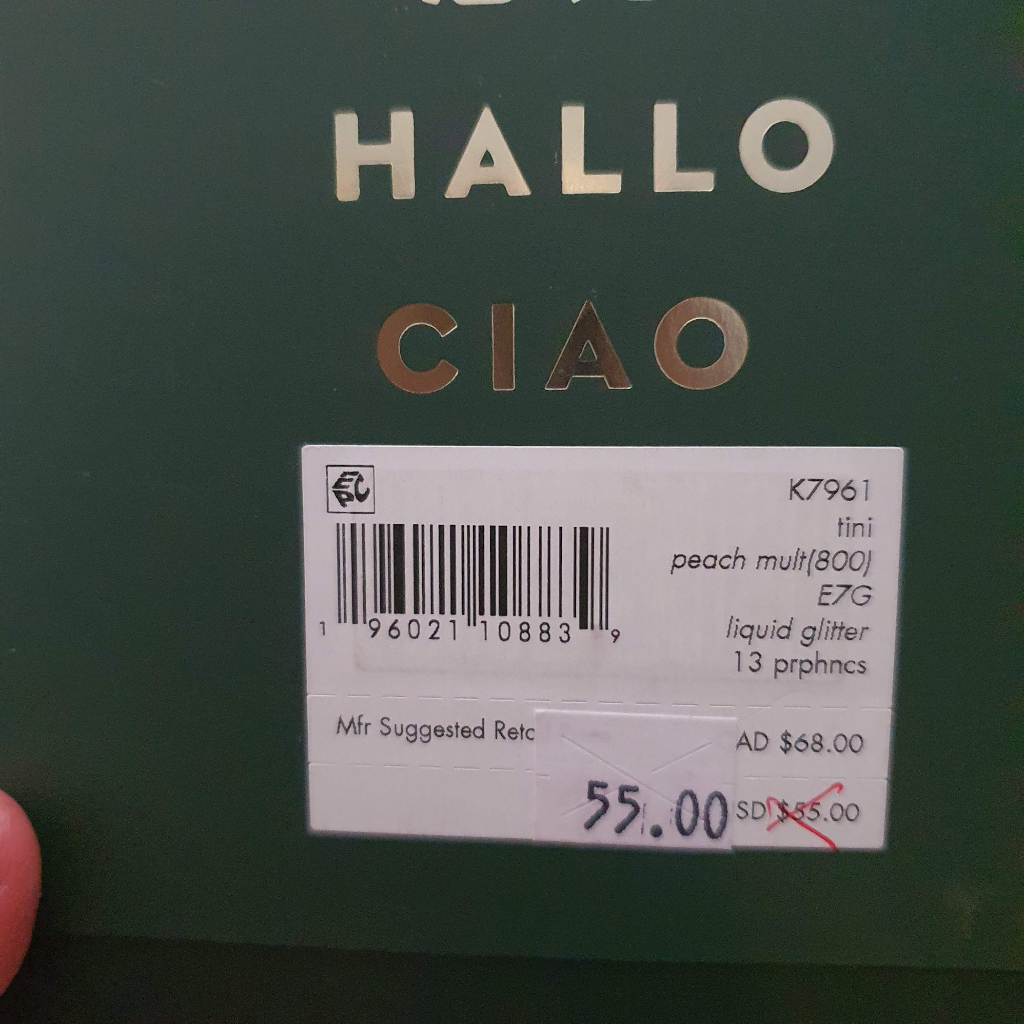 HALLO
CIAO
EPC
K7961
tini
peach mult(800)
E7G
liquid glitter
13 prphncs
1 96021 10883 9
Mfr Suggested Reta
AD $68.00
55.00
SD $55.00